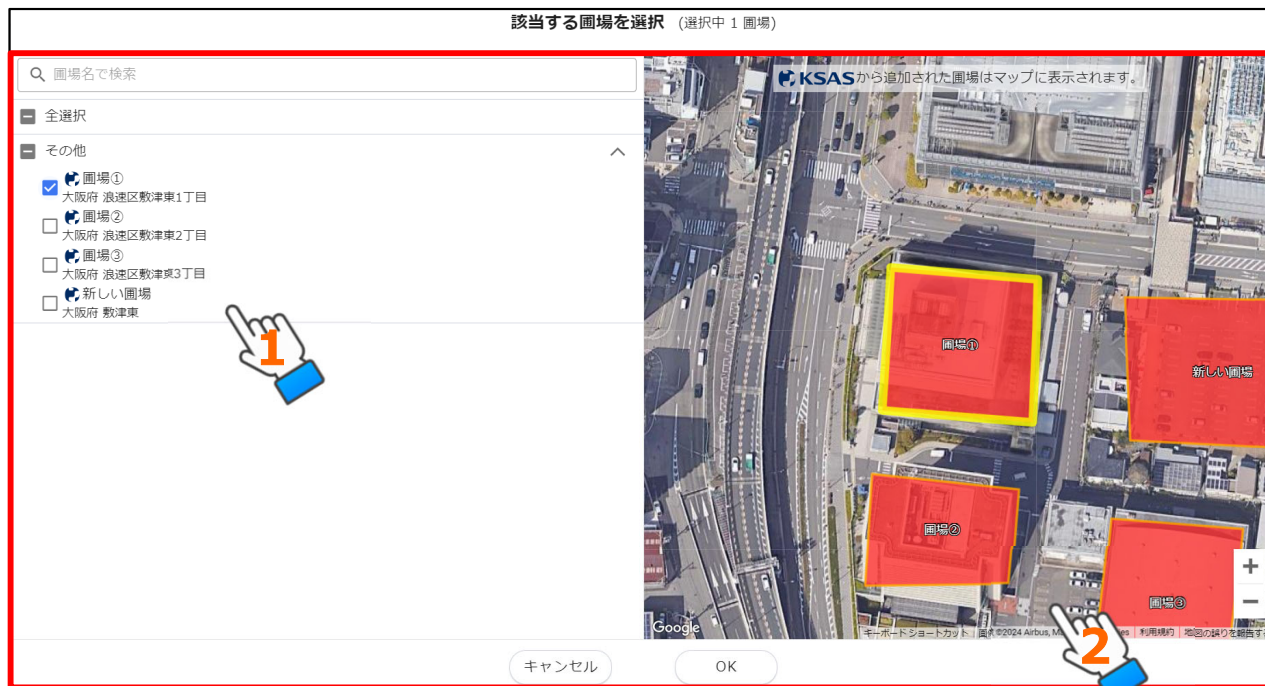 該当する圃場を選択 (選択中 1 圃場)
圃場名で検索
KSASから追加された圃場はマップに表示されます。
全選択
その他
圃場①
大阪府 浪速区敷津東1丁目
圃場②
大阪府 浪速区敷津東2丁目
圃場③
大阪府 浪速区敷津東3丁目
新しい圃場
大阪府 敷津東
1
圃場①
新しい圃場
圃場②
圃場③
+
−
Google
キーボード ショートカット
©2024 Airbus,
利用規約
地図の誤りを報告する
2
キャンセル
OK